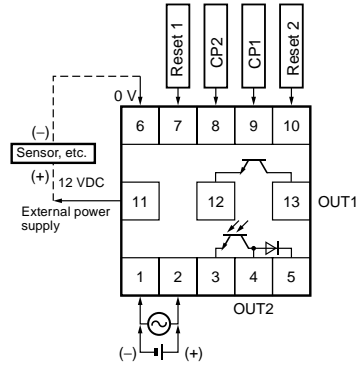 Reset 1
CP2
CP1
Reset 2
0 V
6 7 8 9 10
(−)
Sensor, etc.
(+)
12 VDC
External power
supply
11 12 13
OUT1
1 2 3 4 5
OUT2
(−) (+)